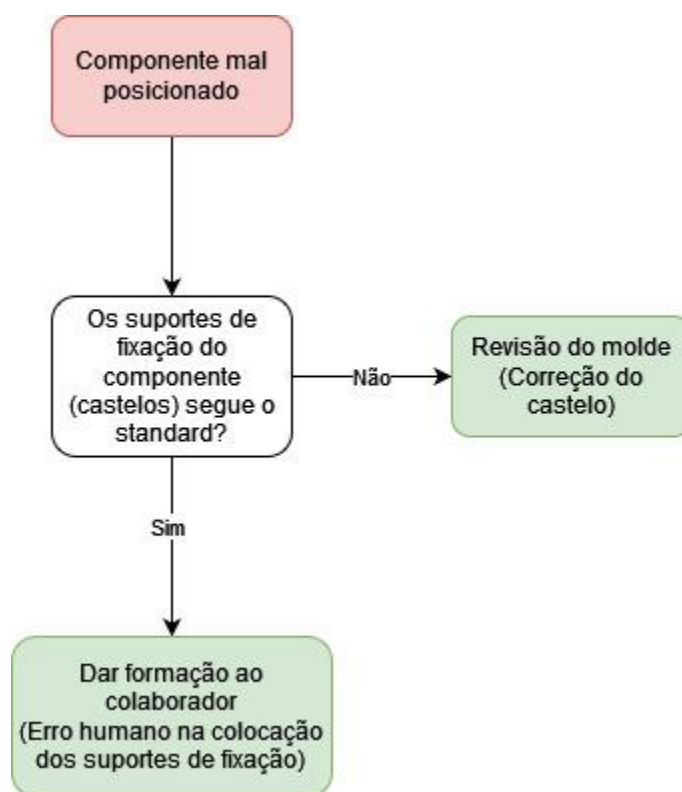 Componente mal
posicionado
Os suportes de
fixação do
componente
(castelos) segue o
standard?
Não
Revisão do molde
(Correção do
castelo)
Sim
Dar formação ao
colaborador
(Erro humano na colocação
dos suportes de fixação)